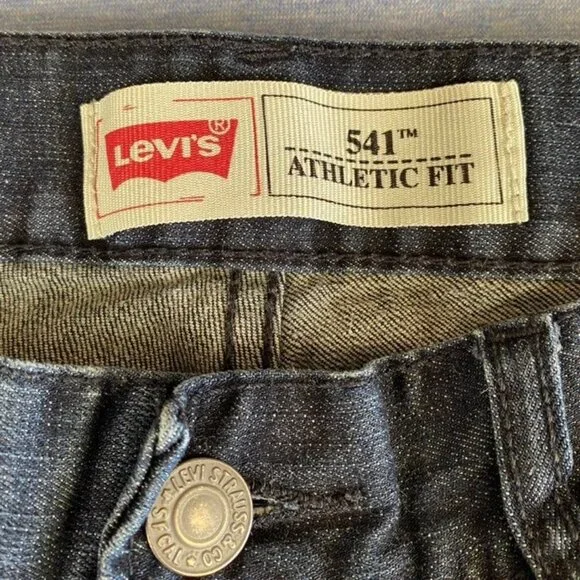 LEVI'S®
541™
ATHLETIC FIT
LEVI STRAUSS & CO